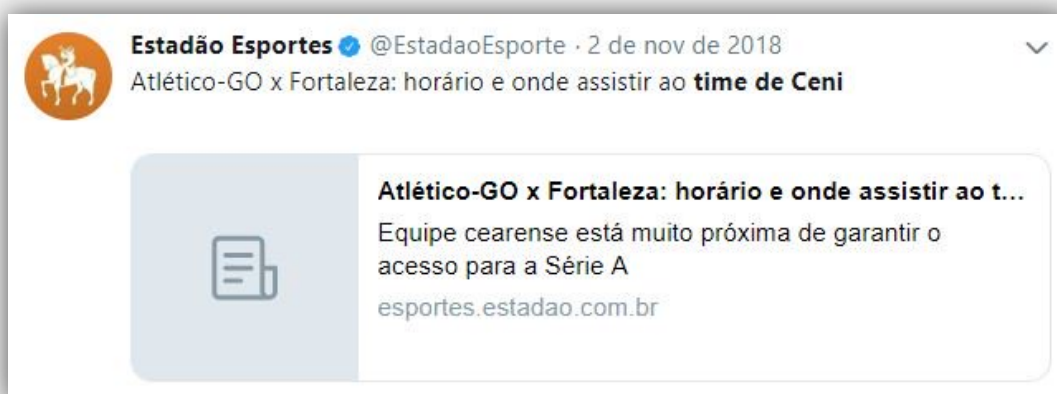 Estadão Esportes @EstadaoEsporte · 2 de nov de 2018
Atlético-GO x Fortaleza: horário e onde assistir ao time de Ceni
Atlético-GO x Fortaleza: horário e onde assistir ao t...
Equipe cearense está muito próxima de garantir o
acesso para a Série A
esportes.estadao.com.br